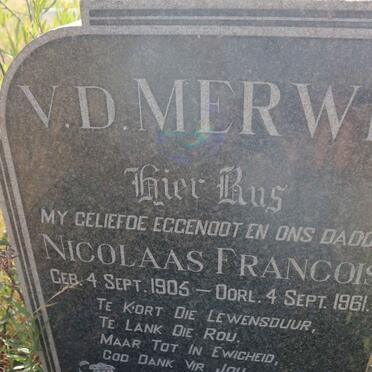 V.D. MERWE
Hier Rus
MY GELIEFDE EGGENOOT EN ONS DADD
NICOLAAS FRANCOIS
GEB. 4 SEPT. 1905 — OORL. 4 SEPT. 1961.
TE KORT DIE LEWENSDUUR,
TE LANK DIE ROU,
MAAR TOT IN EWIGHEID,
GOD DANK VIR JOU